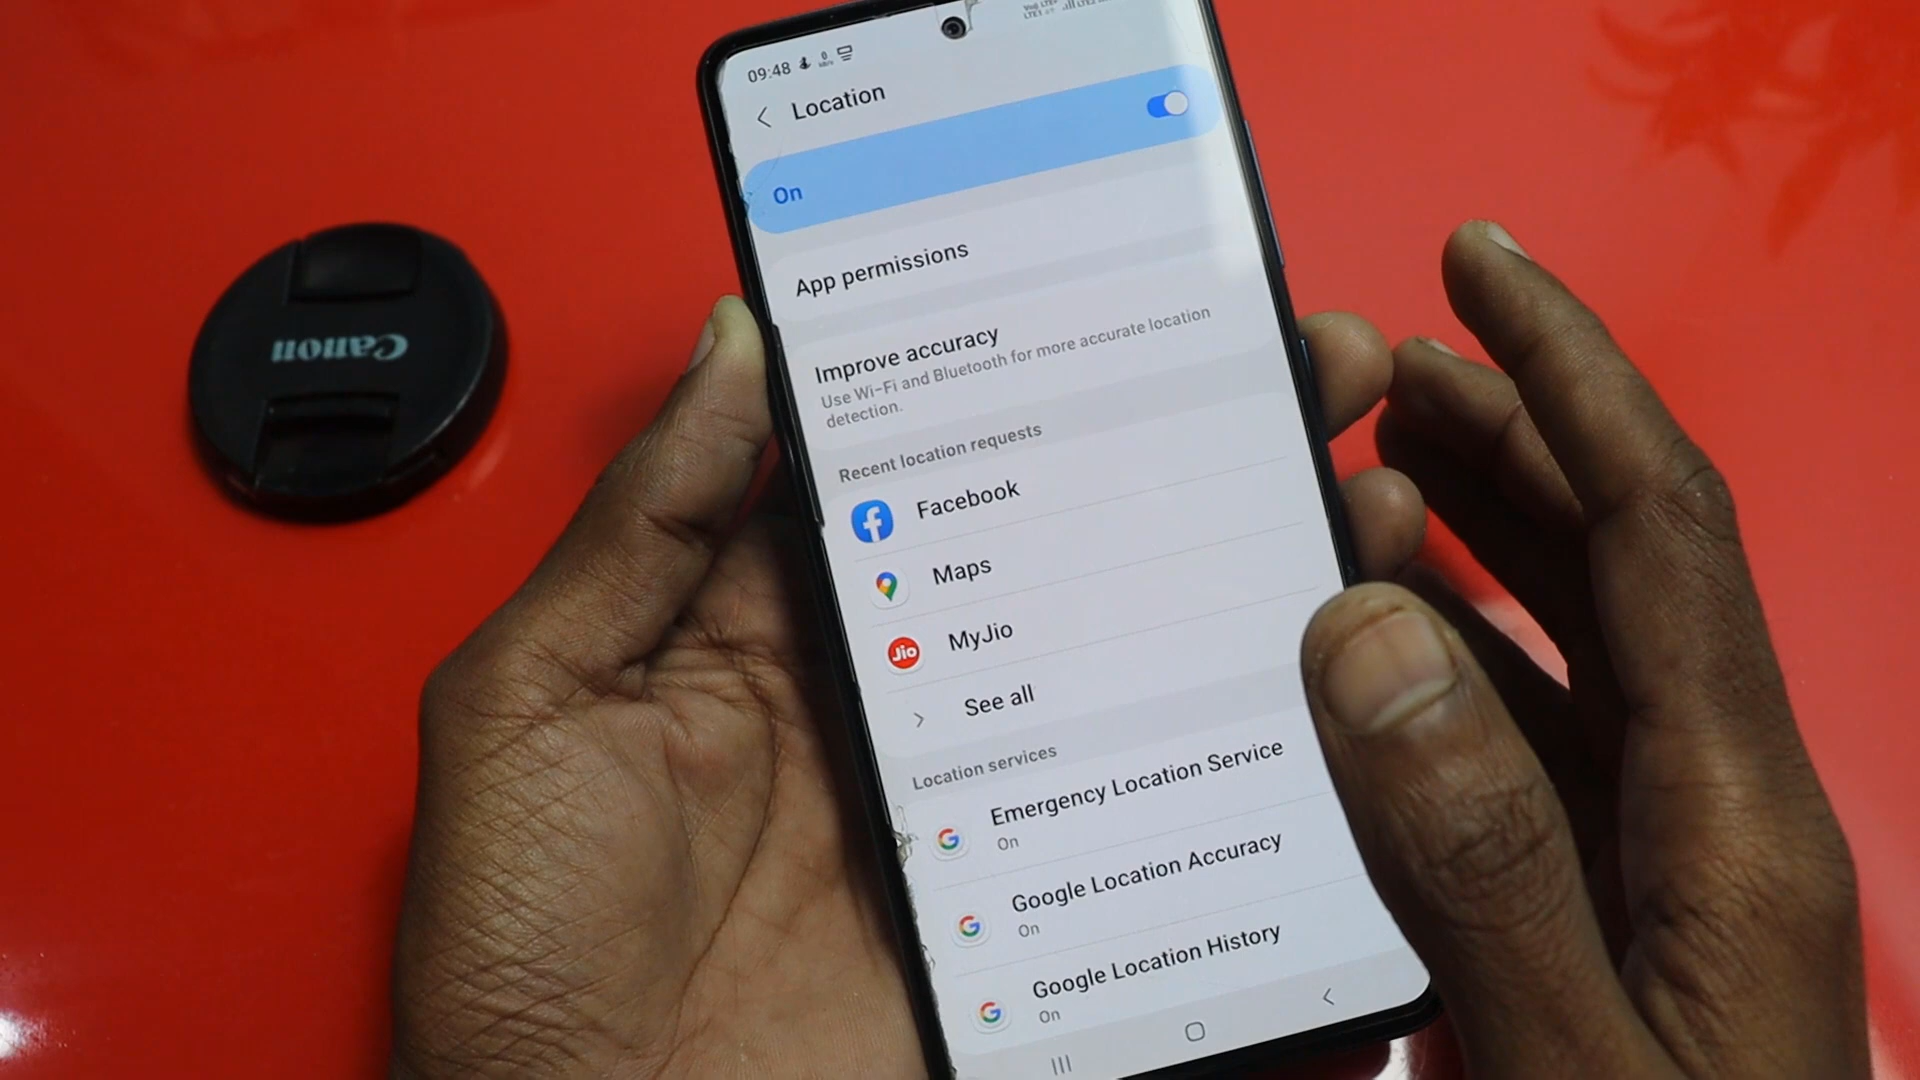 09:48
Location
On
App permissions
Improve accuracy
Use Wi-Fi and Bluetooth for more accurate location
detection.
Recent location requests
Facebook
Maps
Jio
MyJio
See all
Location services
Emergency Location Service
On
Google Location Accuracy
On
Google Location History
On
Canon